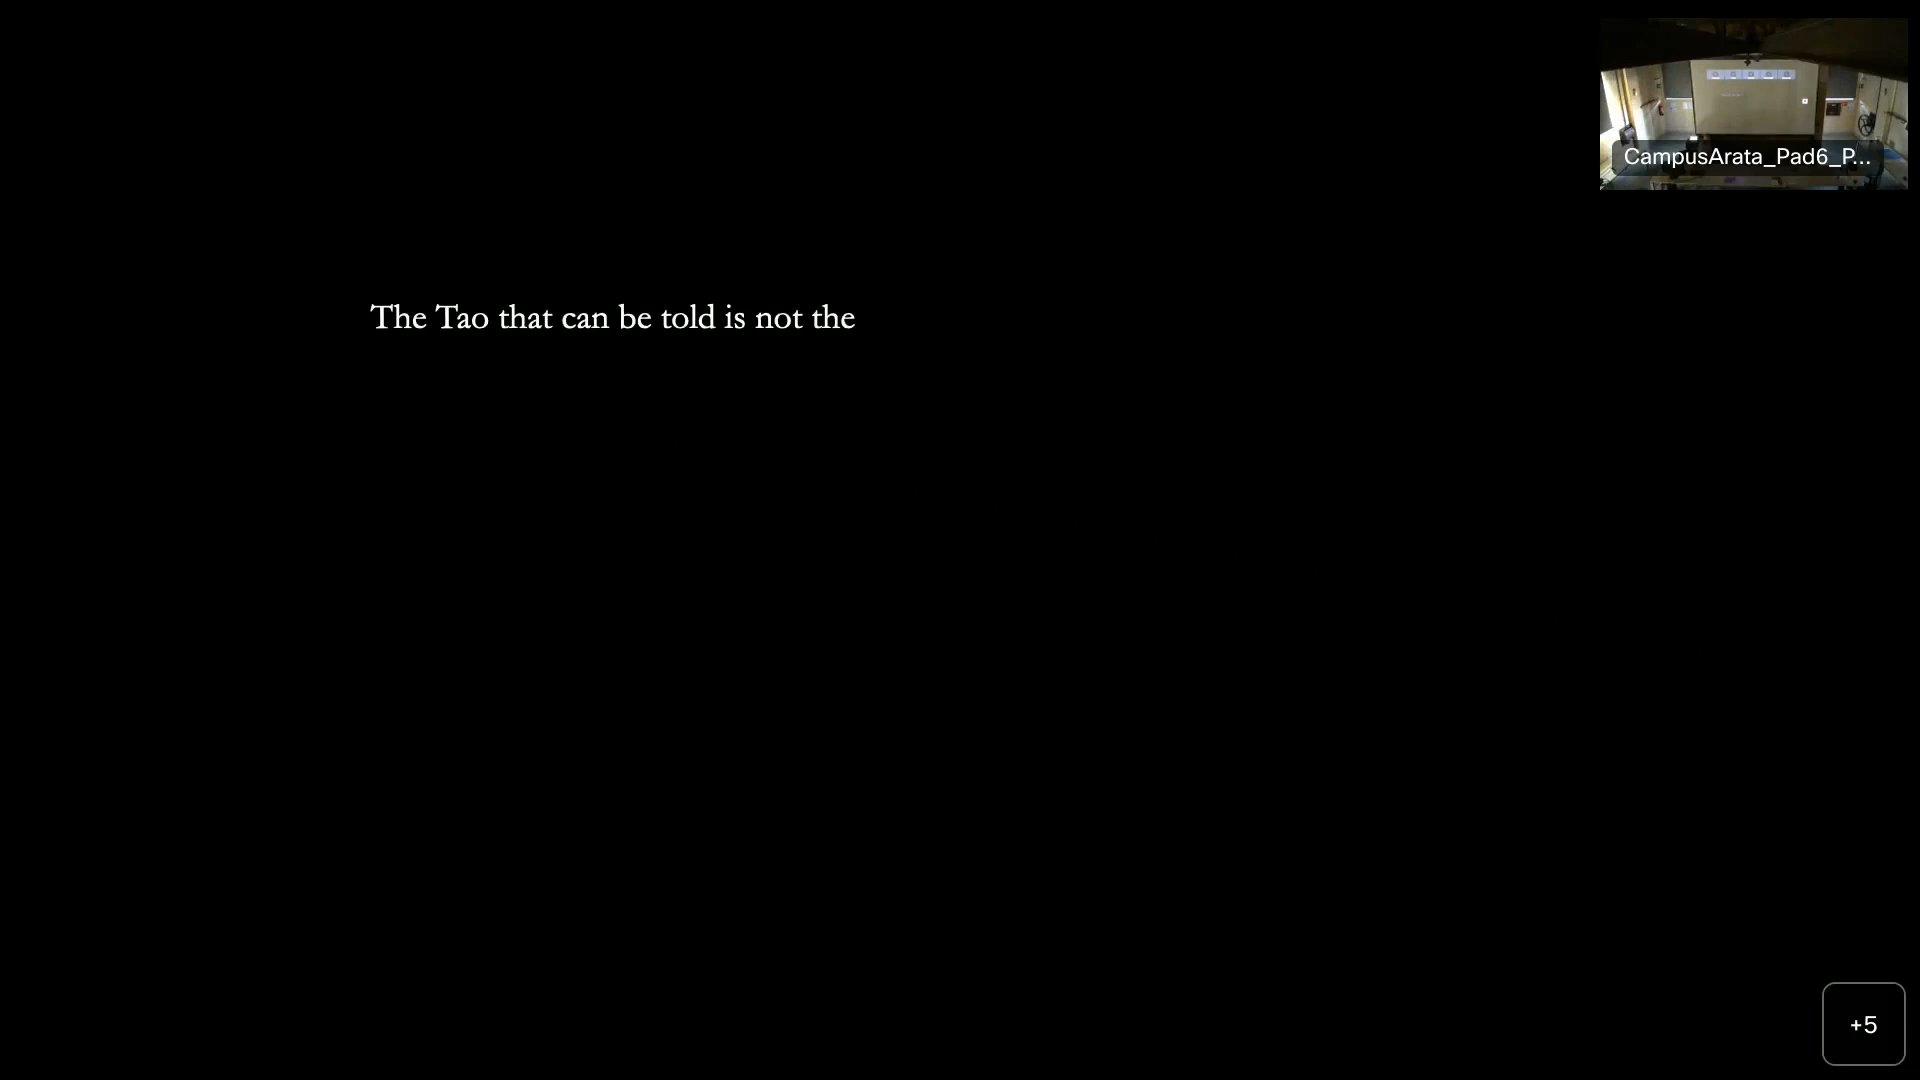 CampusArata_Pad6_P...
The Tao that can be told is not the
+5